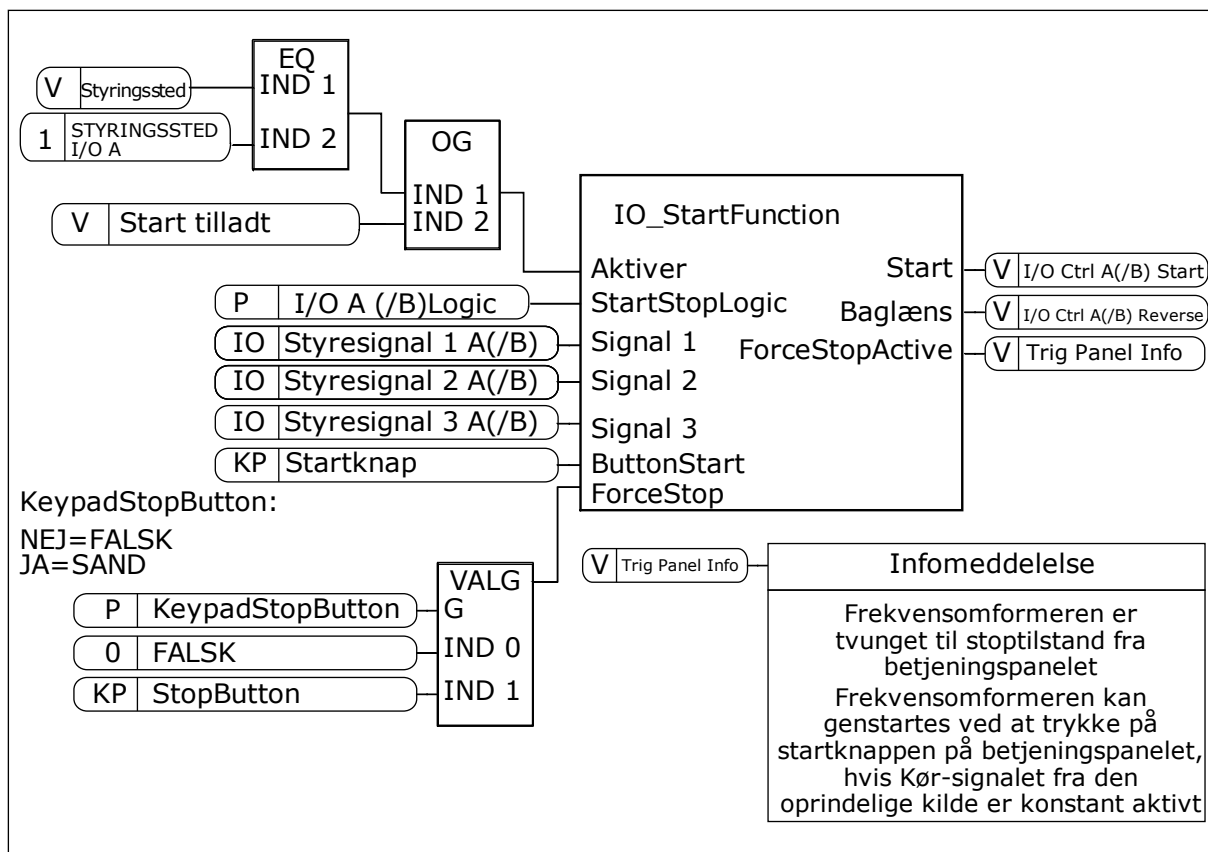 EQ
V Styringssted
IND 1
1 STYRINGSSTED
I/O A
IND 2
OG
IND 1
V Start tilladt
IND 2
IO_StartFunction
Aktiver
Start
V I/O Ctrl A(/B) Start
P I/O A (/B)Logic
StartStopLogic
Baglæns
V I/O Ctrl A(/B) Reverse
IO Styresignal 1 A(/B)
Signal 1
ForceStopActive
V Trig Panel Info
IO Styresignal 2 A(/B)
Signal 2
IO Styresignal 3 A(/B)
Signal 3
KP Startknap
ButtonStart
ForceStop
KeypadStopButton:
NEJ=FALSK
JA=SAND
VALG
P KeypadStopButton
G
0 FALSK
IND 0
KP StopButton
IND 1
V Trig Panel Info
Infomeddelelse
Frekvensomformeren er
tvunget til stoptilstand fra
betjeningspanelet
Frekvensomformeren kan
genstartes ved at trykke på
startknappen på betjeningspanelet,
hvis Kør-signalet fra den
oprindelige kilde er konstant aktivt